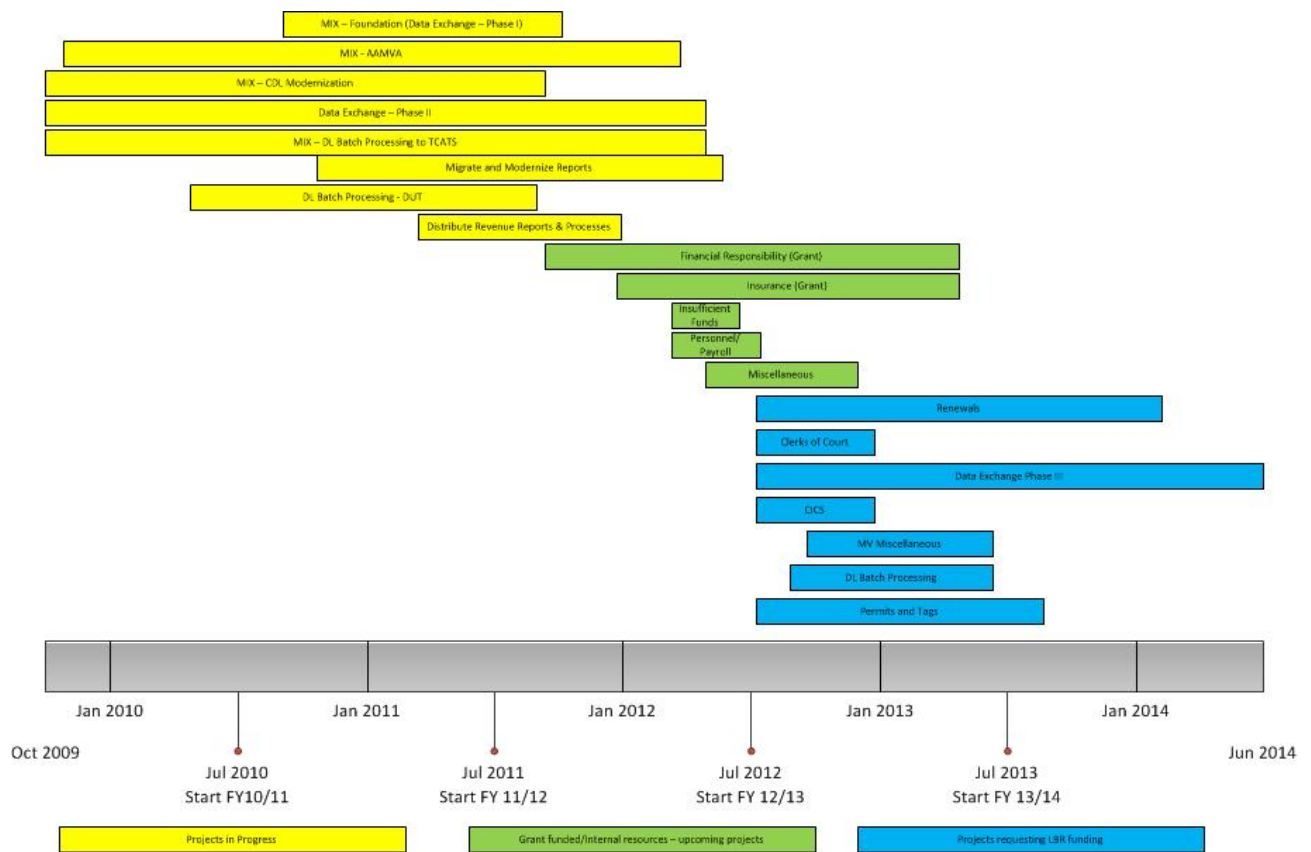 MIX – Foundation (Data Exchange – Phase I)
MIX - AAMVA
MIX – CDL Modernization
Data Exchange – Phase II
MIX – DL Batch Processing to TCATS
Migrate and Modernize Reports
DL Batch Processing - DUT
Distribute Revenue Reports & Processes
Financial Responsibility (Grant)
Insurance (Grant)
Insufficient
Funds
Personnel/
Payroll
Miscellaneous
Renewals
Clerks of Court
Data Exchange Phase III
CICS
MV Miscellaneous
DL Batch Processing
Permits and Tags
Jan 2010
Jan 2011
Jan 2012
Jan 2013
Jan 2014
Oct 2009
Jun 2014
Jul 2010
Start FY10/11
Jul 2011
Start FY 11/12
Jul 2012
Start FY 12/13
Jul 2013
Start FY 13/14
Projects in Progress
Grant funded/Internal resources – upcoming projects
Projects requesting LBR funding